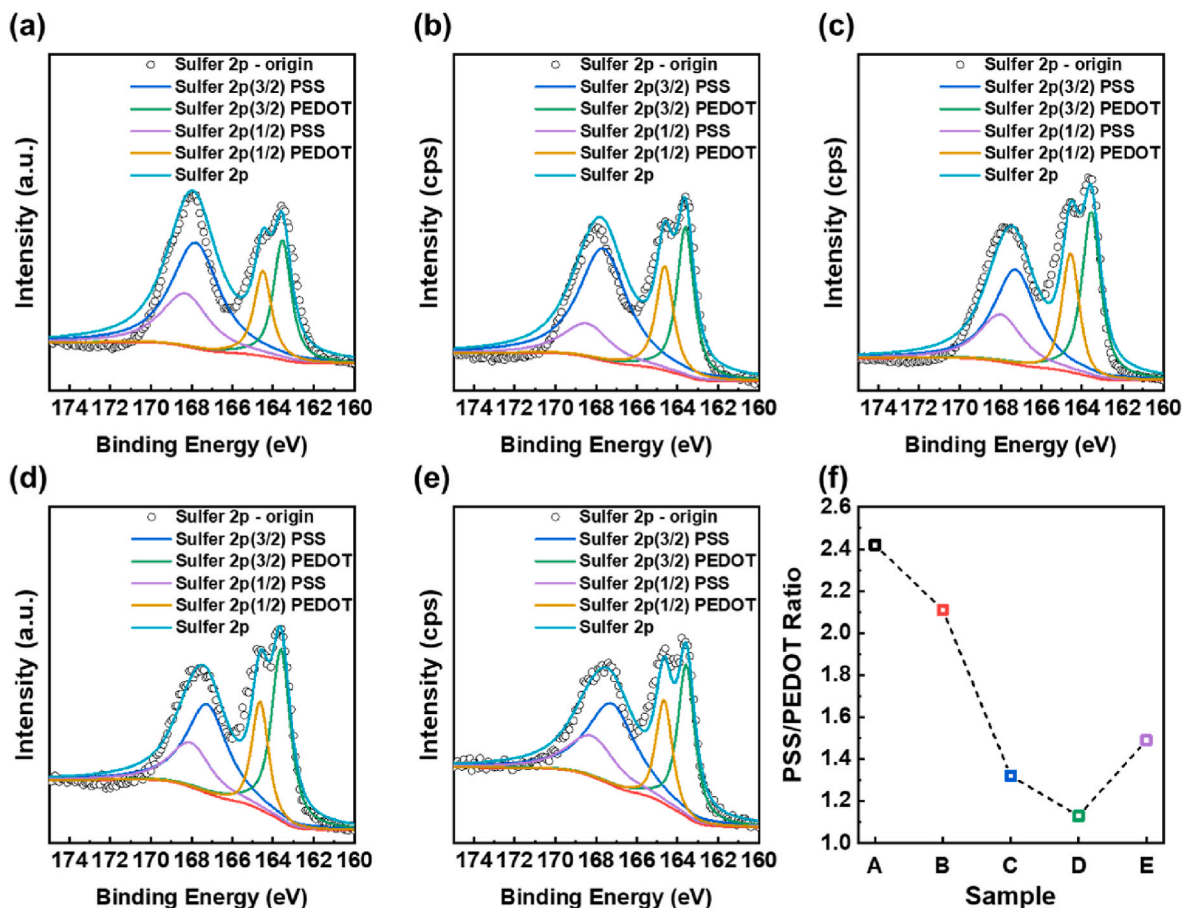 (a)
Sulfer 2p - origin
Sulfer 2p(3/2) PSS
Sulfer 2p(3/2) PEDOT
Sulfer 2p(1/2) PSS
Sulfer 2p(1/2) PEDOT
Sulfer 2p
Intensity (a.u.)
174 172 170 168 166 164 162 160
Binding Energy (eV)
(b)
Sulfer 2p - origin
Sulfer 2p(3/2) PSS
Sulfer 2p(3/2) PEDOT
Sulfer 2p(1/2) PSS
Sulfer 2p(1/2) PEDOT
Sulfer 2p
Intensity (cps)
174 172 170 168 166 164 162 160
Binding Energy (eV)
(c)
Sulfer 2p - origin
Sulfer 2p(3/2) PSS
Sulfer 2p(3/2) PEDOT
Sulfer 2p(1/2) PSS
Sulfer 2p(1/2) PEDOT
Sulfer 2p
Intensity (cps)
174 172 170 168 166 164 162 160
Binding Energy (eV)
(d)
Sulfer 2p - origin
Sulfer 2p(3/2) PSS
Sulfer 2p(3/2) PEDOT
Sulfer 2p(1/2) PSS
Sulfer 2p(1/2) PEDOT
Sulfer 2p
Intensity (a.u.)
174 172 170 168 166 164 162 160
Binding Energy (eV)
(e)
Sulfer 2p - origin
Sulfer 2p(3/2) PSS
Sulfer 2p(3/2) PEDOT
Sulfer 2p(1/2) PSS
Sulfer 2p(1/2) PEDOT
Sulfer 2p
Intensity (cps)
174 172 170 168 166 164 162 160
Binding Energy (eV)
(f)
2.6
2.4
2.2
2.0
1.8
1.6
1.4
1.2
1.0
PSS/PEDOT Ratio
A B C D E
Sample